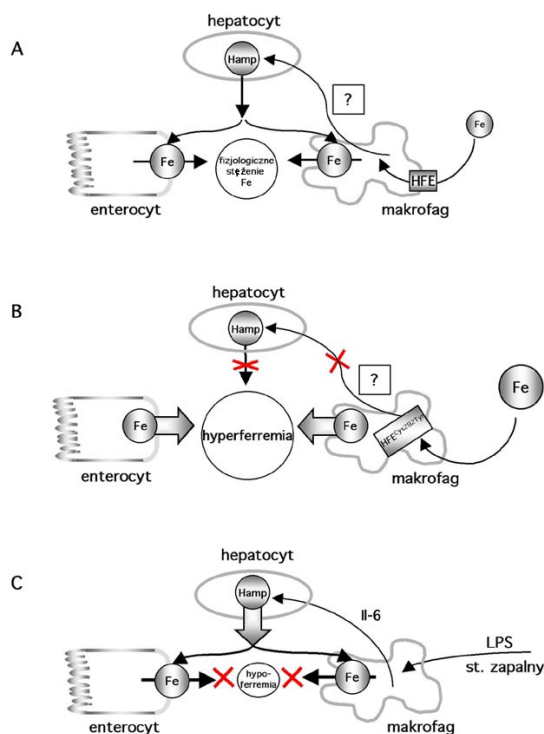 hepatocyt
A
Hamp
?
Fe
Fe
fizjologiczne
stężenie
Fe
Fe
HFE
enterocyt
makrofag
hepatocyt
B
Hamp
?
Fe
Fe
hyperferremia
Fe
HFECys282Tyr
enterocyt
makrofag
hepatocyt
C
Hamp
Il-6
LPS
st. zapalny
Fe
hypo-
ferremia
Fe
enterocyt
makrofag